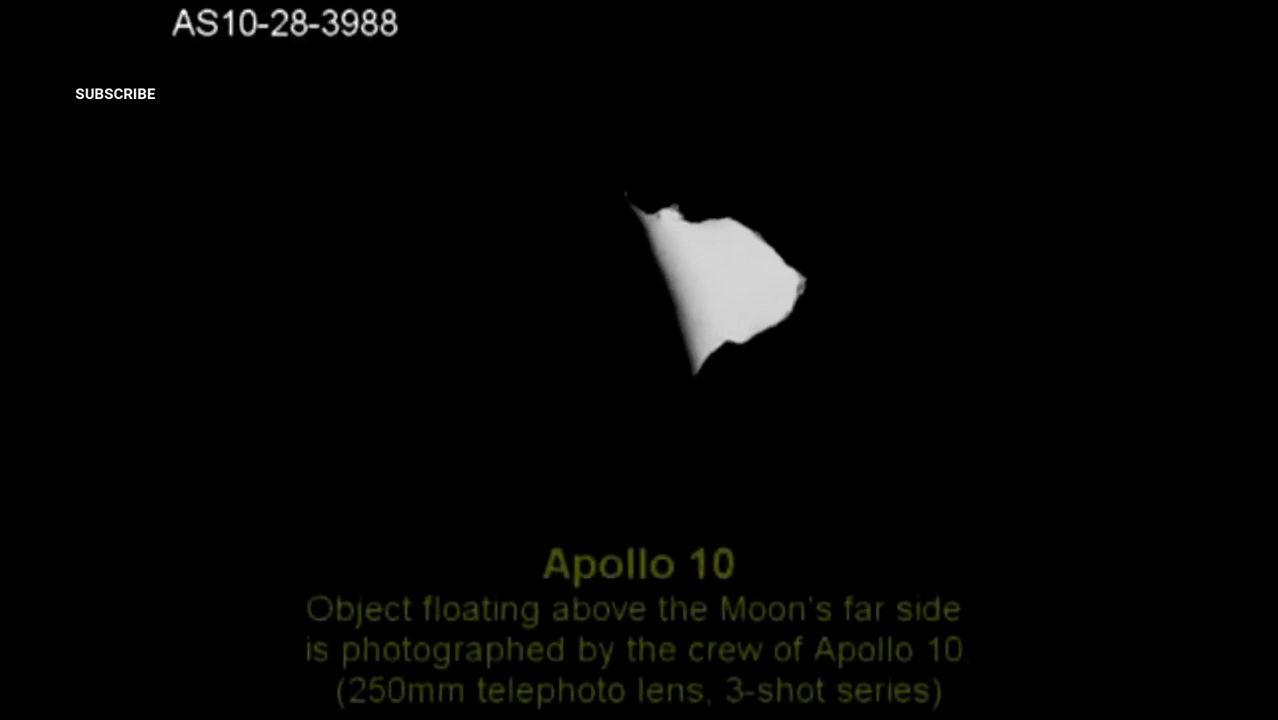 AS10-28-3988
SUBSCRIBE
Apollo 10
Object floating above the Moon's far side
is photographed by the crew of Apollo 10.
(250mm telephoto lens, 3-shot series)